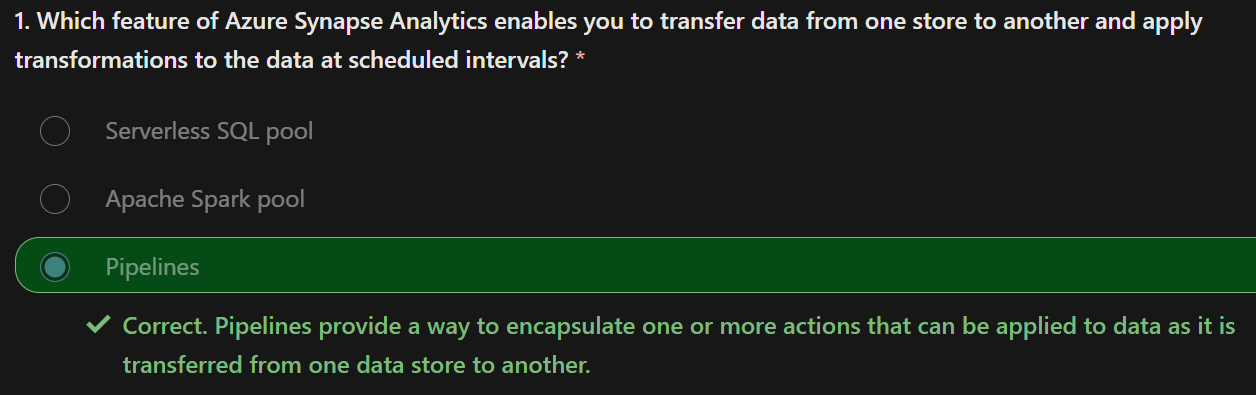 1. Which feature of Azure Synapse Analytics enables you to transfer data from one store to another and apply
transformations to the data at scheduled intervals? *
Serverless SQL pool
Apache Spark pool
Pipelines
Correct. Pipelines provide a way to encapsulate one or more actions that can be applied to data as it is
transferred from one data store to another.